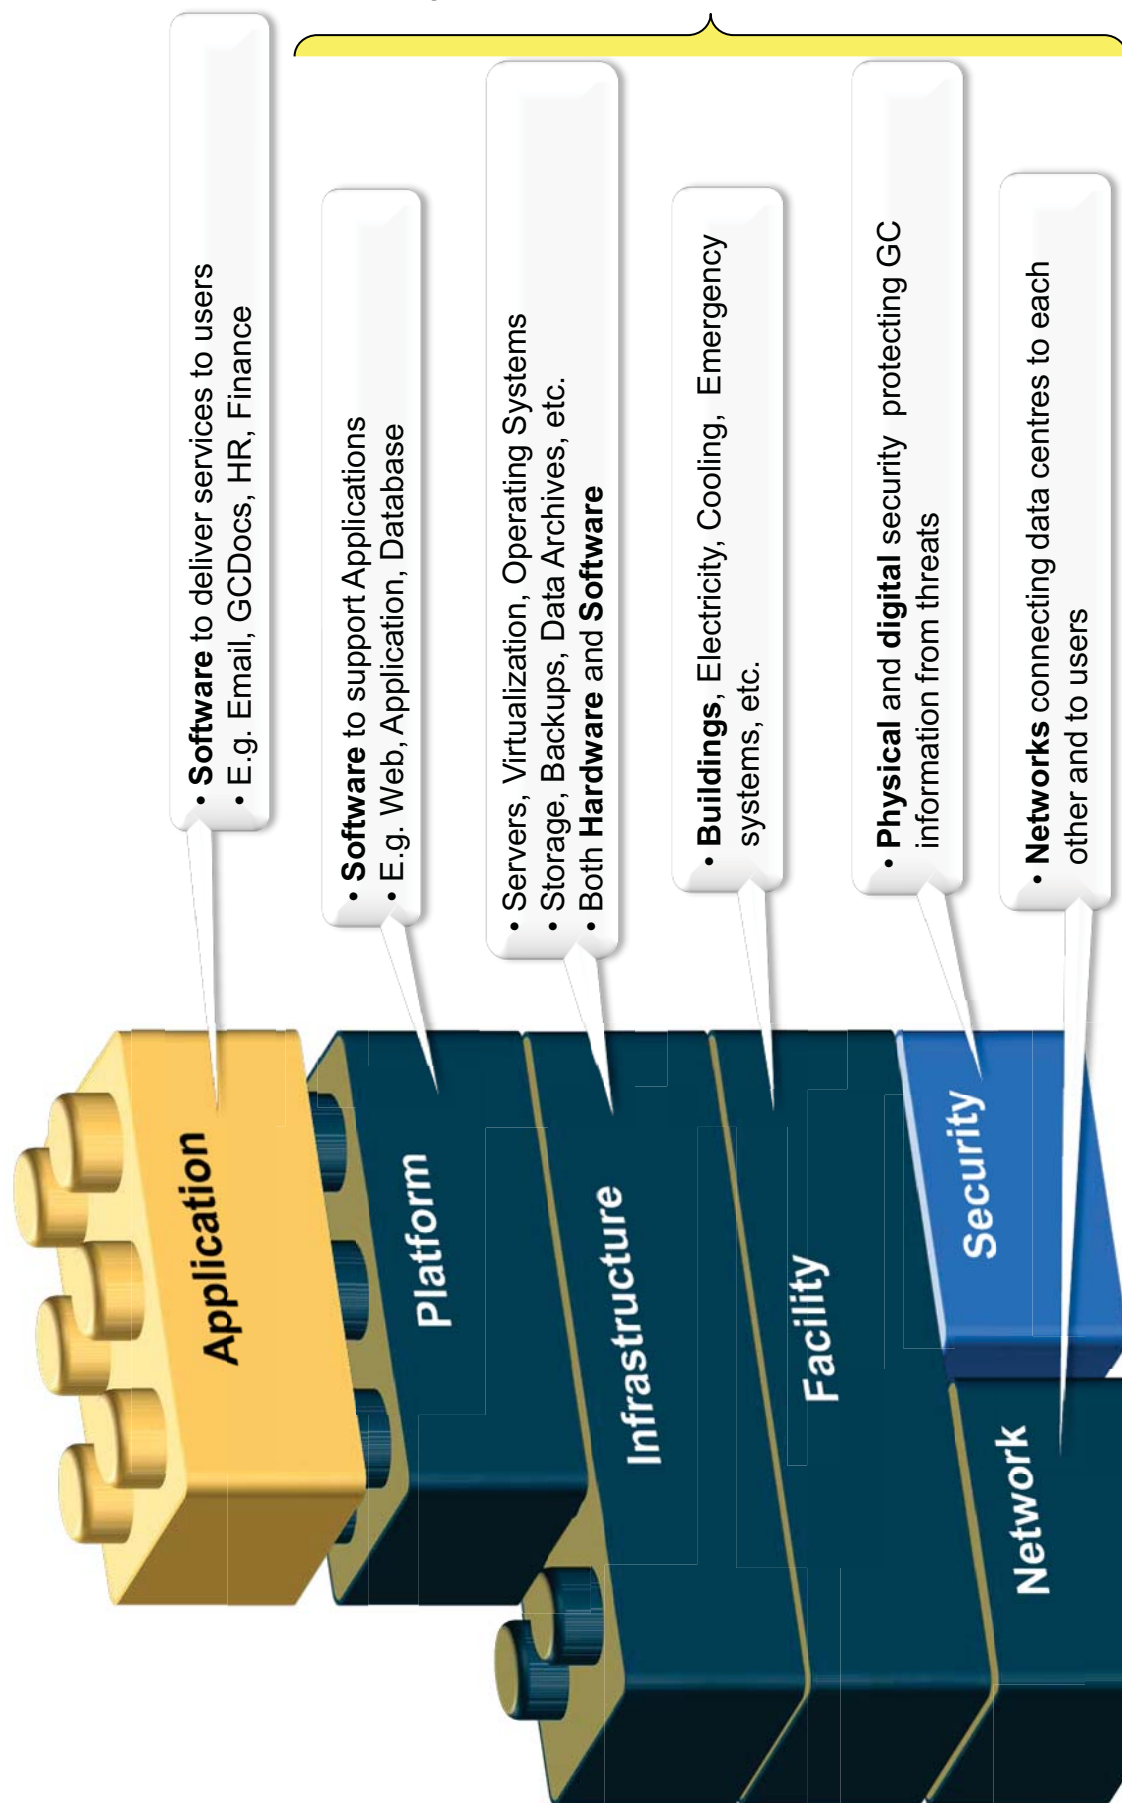 Application
• Software to deliver services to users
• E.g. Email, GCDocs, HR, Finance
Platform
• Software to support Applications
• E.g. Web, Application, Database
Infrastructure
• Servers, Virtualization, Operating Systems
• Storage, Backups, Data Archives, etc.
• Both Hardware and Software
Facility
• Buildings, Electricity, Cooling, Emergency
systems, etc.
Security
• Physical and digital security protecting GC
information from threats
Network
• Networks connecting data centres to each
other and to users